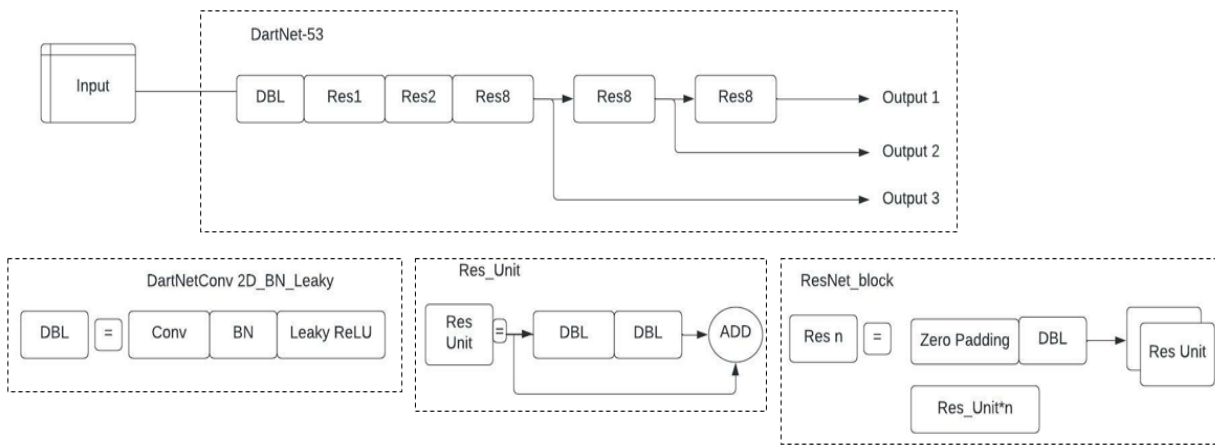 DartNet-53
Input
DBL Res1 Res2 Res8 Res8 Res8 Output 1
Output 2
Output 3
DartNetConv 2D_BN_Leaky
DBL = Conv BN Leaky ReLU
Res_Unit
Res
Unit
= DBL DBL ADD
ResNet_block
Res n = Zero Padding DBL Res Unit
Res_Unit*n